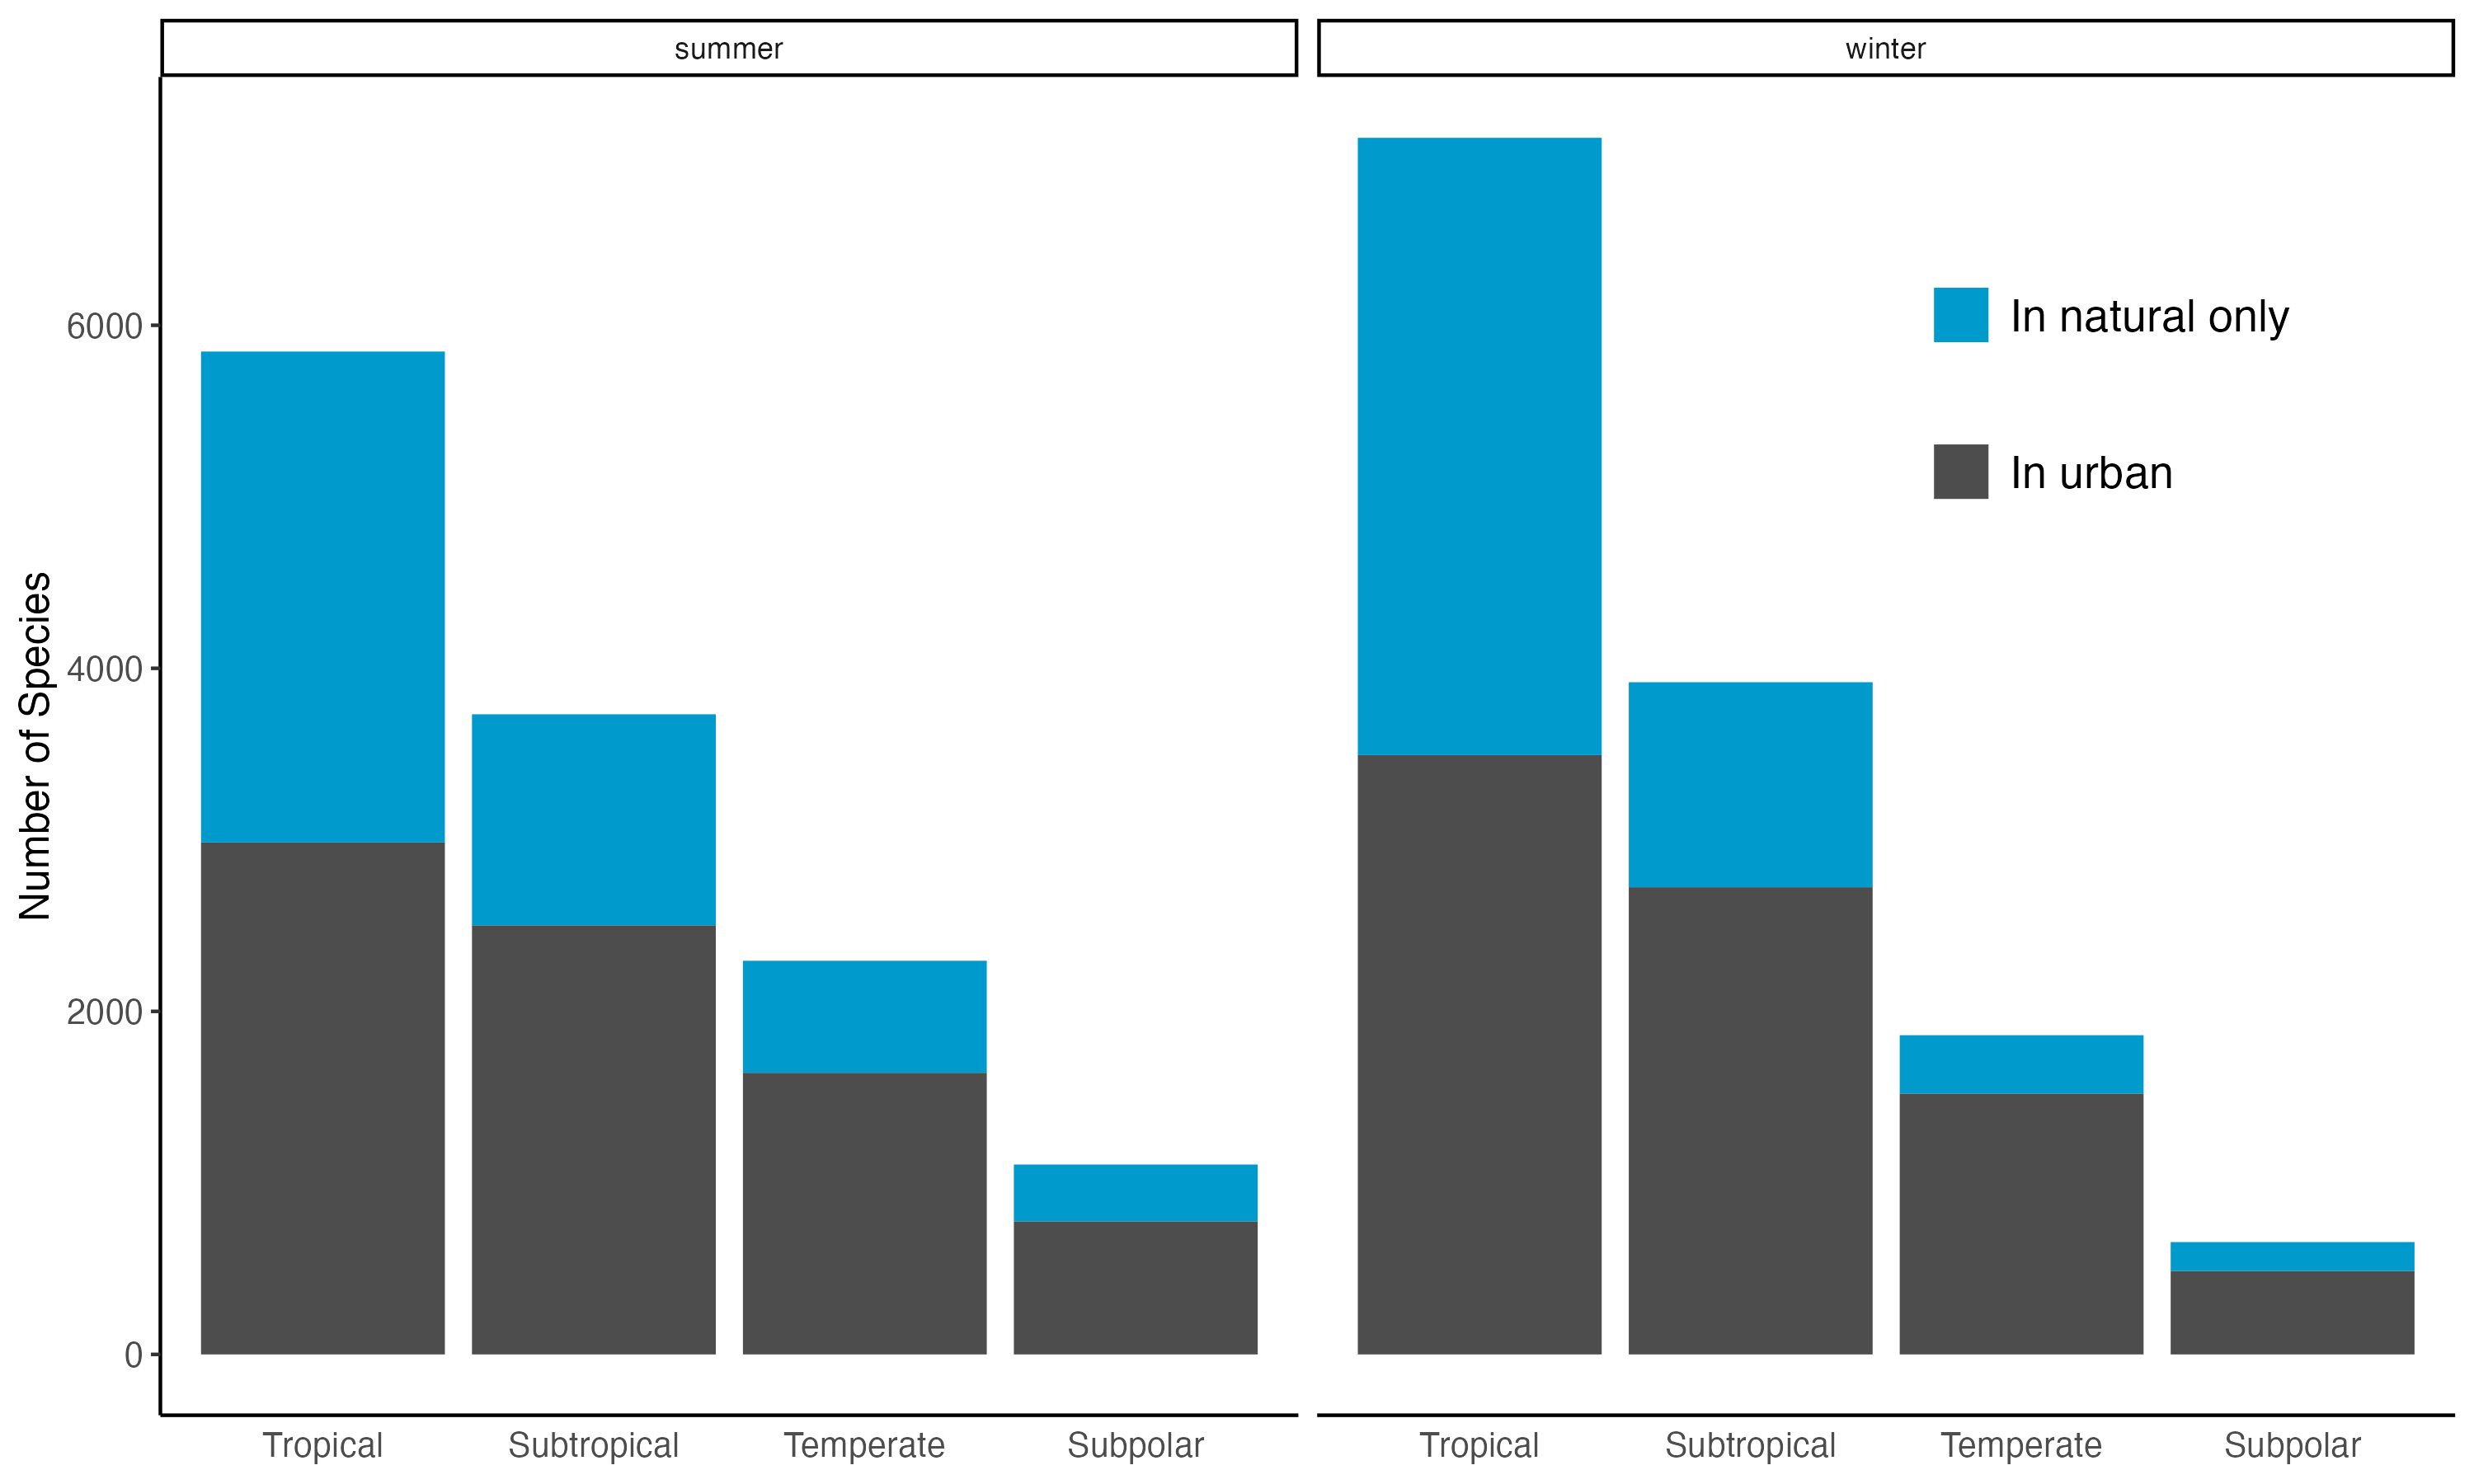 summer
winter
In natural only
In urban
Number of Species
6000
4000
2000
0
Tropical
Subtropical
Temperate
Subpolar
Tropical
Subtropical
Temperate
Subpolar